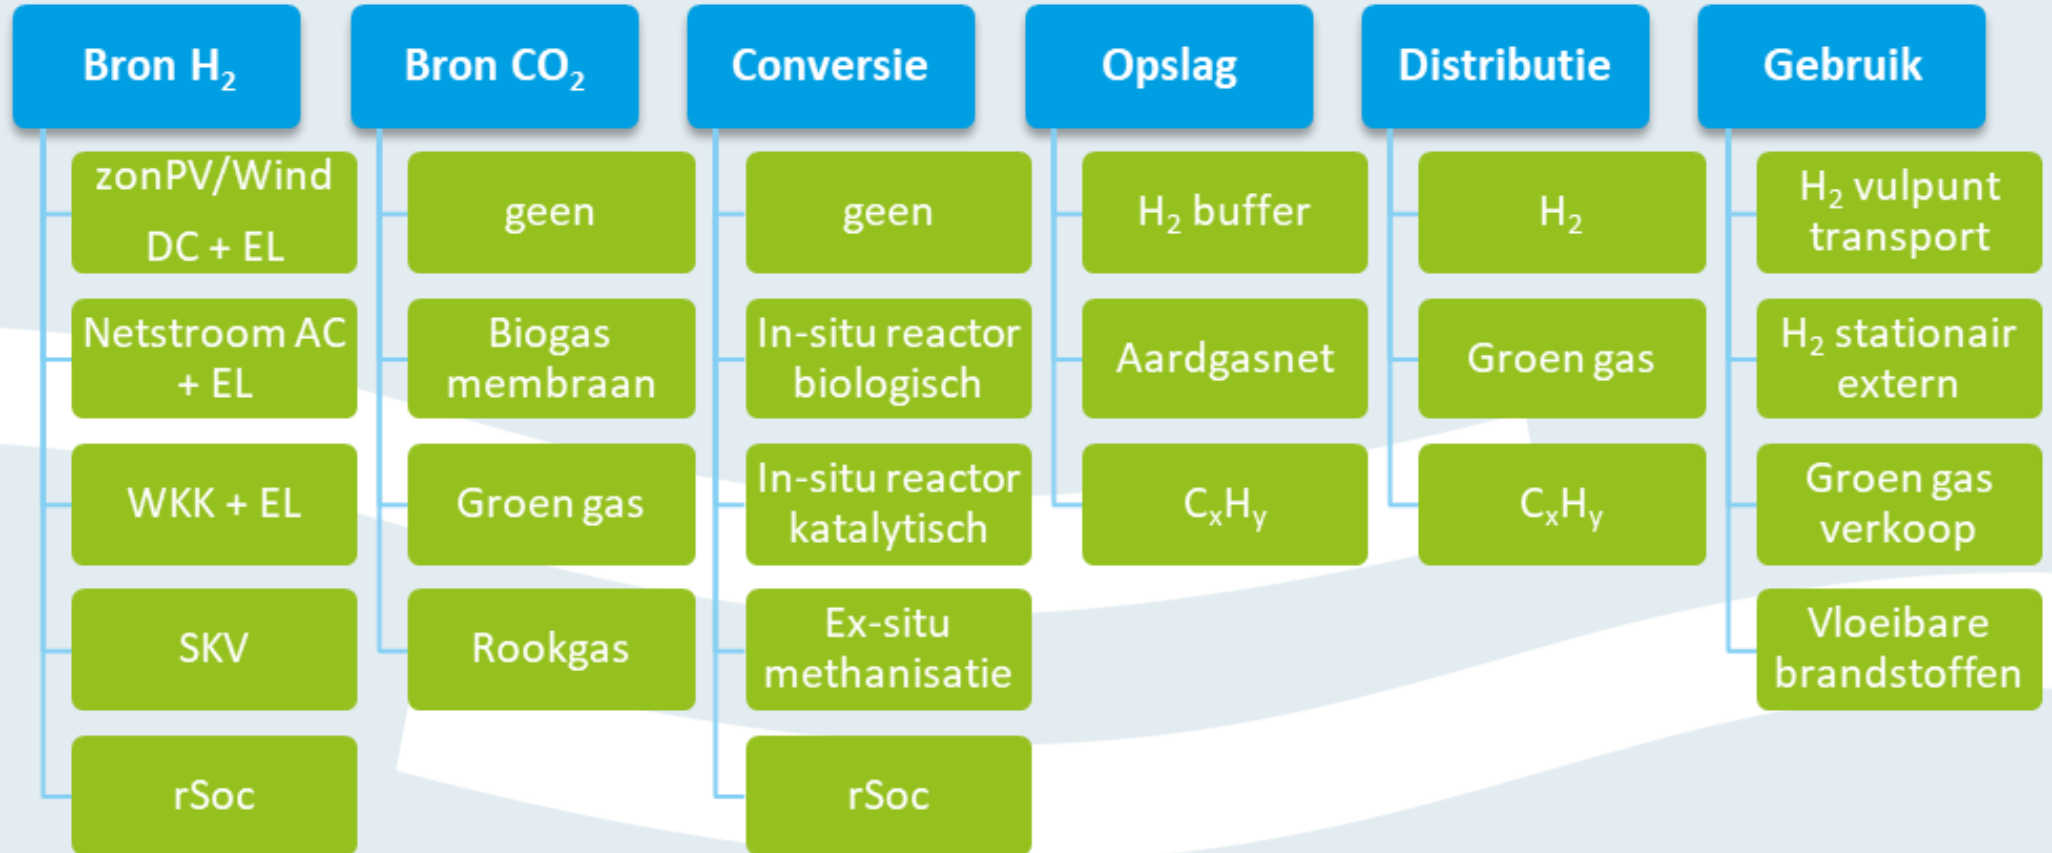 Bron H₂
zonPV/Wind
DC + EL
Netstroom AC
+ EL
WKK + EL
SKV
rSoc
Bron CO₂
geen
Biogas
membraan
Groen gas
Rookgas
Conversie
geen
In-situ reactor
biologisch
In-situ reactor
katalytisch
Ex-situ
methanisatie
rSoc
Opslag
H₂ buffer
Aardgasnet
CₓHᵧ
Distributie
H₂
Groen gas
CₓHᵧ
Gebruik
H₂ vulpunt
transport
H₂ stationair
extern
Groen gas
verkoop
Vloeibare
brandstoffen